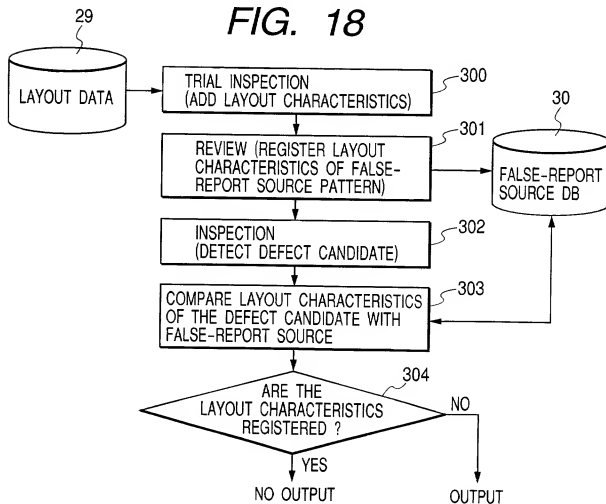 FIG. 18
29
LAYOUT DATA
TRIAL INSPECTION
(ADD LAYOUT CHARACTERISTICS)
300
REVIEW (REGISTER LAYOUT
CHARACTERISTICS OF FALSE-
REPORT SOURCE PATTERN)
301
30
FALSE-REPORT
SOURCE DB
INSPECTION
(DETECT DEFECT CANDIDATE)
302
COMPARE LAYOUT CHARACTERISTICS
OF THE DEFECT CANDIDATE WITH
FALSE-REPORT SOURCE
303
ARE THE
LAYOUT CHARACTERISTICS
REGISTERED ?
304
NO
YES
NO OUTPUT
OUTPUT